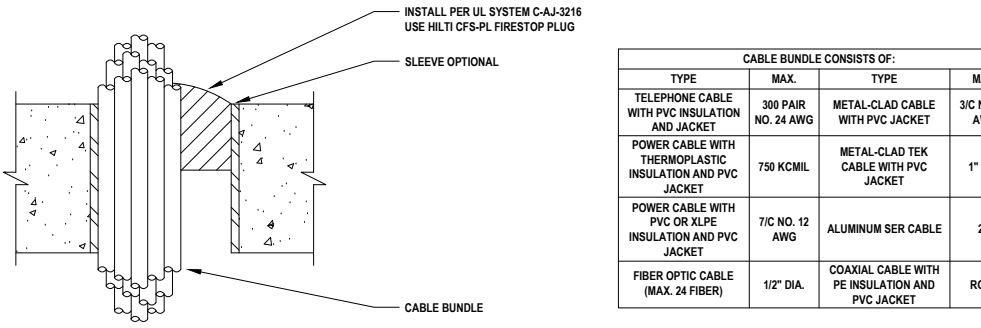 INSTALL PER UL SYSTEM C-AJ-3216
USE HILTI CFS-PL FIRESTOP PLUG
SLEEVE OPTIONAL
CABLE BUNDLE
CABLE BUNDLE CONSISTS OF:
TYPE MAX. TYPE
TELEPHONE CABLE
WITH PVC INSULATION
AND JACKET
300 PAIR
NO. 24 AWG
METAL-CLAD CABLE
WITH PVC JACKET
3/C
POWER CABLE WITH
THERMOPLASTIC
INSULATION AND PVC
JACKET
750 KCMIL
METAL-CLAD TEK
CABLE WITH PVC
JACKET
1"
POWER CABLE WITH
PVC OR XLPE
INSULATION AND PVC
JACKET
7/C NO. 12
AWG
ALUMINUM SER CABLE
FIBER OPTIC CABLE
(MAX. 24 FIBER)
1/2" DIA.
COAXIAL CABLE WITH
PE INSULATION AND
PVC JACKET